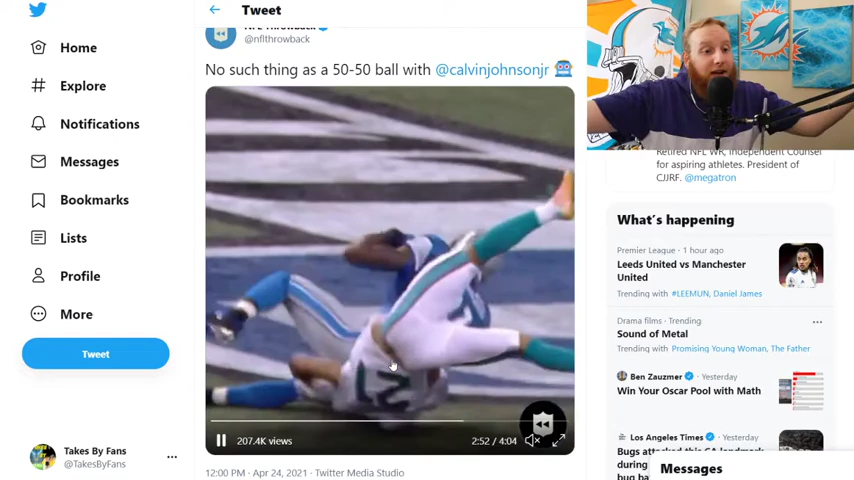 Tweet
@nflthrowback
No such thing as a 50-50 ball with @calvinjohnsonjr
Home
Explore
Notifications
Messages
Bookmarks
Lists
Profile
More
Tweet
Takes By Fans
@TakesByFans
27
207.4K views
2:52 / 4:04
12:00 PM · Apr 24, 2021 · Twitter Media Studio
Retired NFL WR, Independent Counsel
for aspiring athletes. President of
CJJRF. @megatron
What's happening
Premier League · 1 hour ago
Leeds United vs Manchester
United
Trending with #LEEMUN, Daniel James
Drama films · Trending
Sound of Metal
Trending with Promising Young Woman, The Father
Ben Zauzmer · Yesterday
Win Your Oscar Pool with Math
Los Angeles Times · Yesterday
Bugs attacked this CA landmark
during
bug ba
Messages